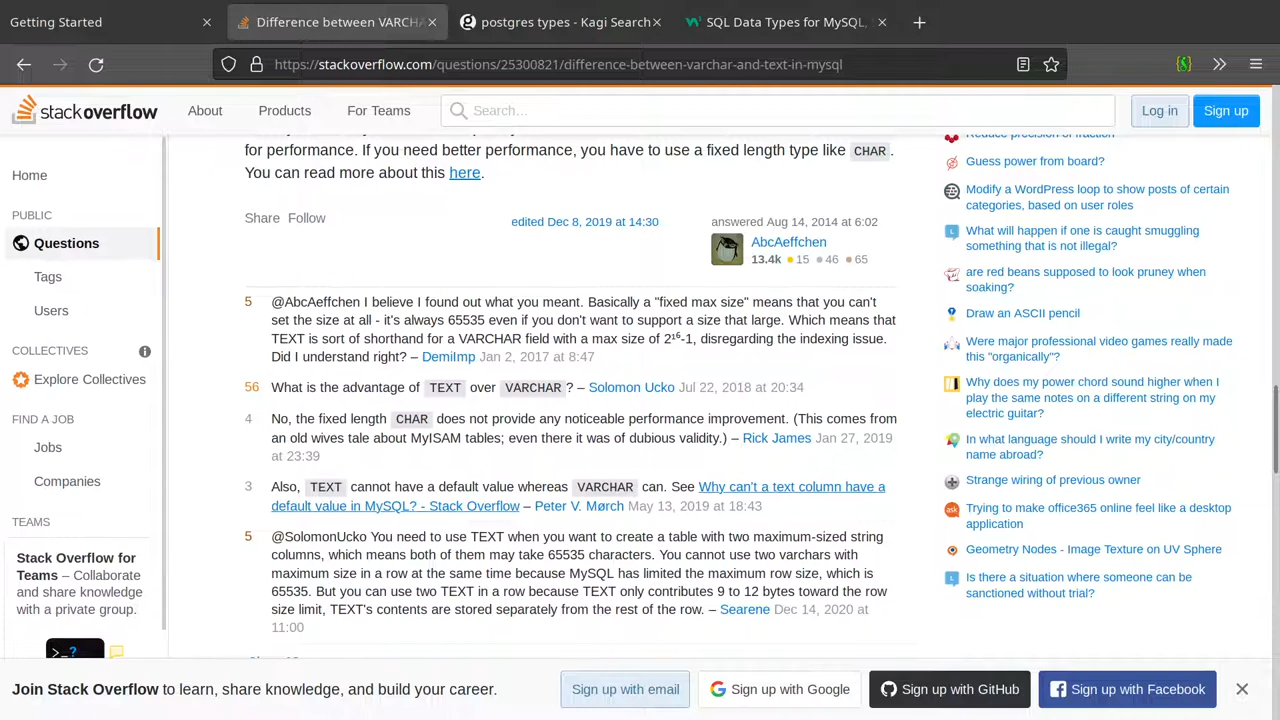 Getting Started
Difference between VARCHA
postgres types - Kagi Search
SQL Data Types for MySQL,
https://stackoverflow.com/questions/25300821/difference-between-varchar-and-text-in-mysql
stackoverflow
About
Products
For Teams
Search...
Log in
Sign up
Home
PUBLIC
Questions
Tags
Users
COLLECTIVES
Explore Collectives
FIND A JOB
Jobs
Companies
TEAMS
Stack Overflow for
Teams – Collaborate
and share knowledge
with a private group.
>_?
for performance. If you need better performance, you have to use a fixed length type like CHAR.
You can read more about this here.
Share Follow
edited Dec 8, 2019 at 14:30
answered Aug 14, 2014 at 6:02
AbcAeffchen
13.4k 15 46 65
5 @AbcAeffchen I believe I found out what you meant. Basically a "fixed max size" means that you can't
set the size at all - it's always 65535 even if you don't want to support a size that large. Which means that
TEXT is sort of shorthand for a VARCHAR field with a max size of 2¹⁶-1, disregarding the indexing issue.
Did I understand right? – DemiImp Jan 2, 2017 at 8:47
56 What is the advantage of TEXT over VARCHAR? – Solomon Ucko Jul 22, 2018 at 20:34
4 No, the fixed length CHAR does not provide any noticeable performance improvement. (This comes from
an old wives tale about MyISAM tables; even there it was of dubious validity.) – Rick James Jan 27, 2019
at 23:39
3 Also, TEXT cannot have a default value whereas VARCHAR can. See Why can't a text column have a
default value in MySQL? - Stack Overflow – Peter V. Mørch May 13, 2019 at 18:43
5 @SolomonUcko You need to use TEXT when you want to create a table with two maximum-sized string
columns, which means both of them may take 65535 characters. You cannot use two varchars with
maximum size in a row at the same time because MySQL has limited the maximum row size, which is
65535. But you can use two TEXT in a row because TEXT only contributes 9 to 12 bytes toward the row
size limit, TEXT's contents are stored separately from the rest of the row. – Searene Dec 14, 2020 at
11:00
Reduce precision of fraction
Guess power from board?
Modify a WordPress loop to show posts of certain
categories, based on user roles
What will happen if one is caught smuggling
something that is not illegal?
are red beans supposed to look pruney when
soaking?
Draw an ASCII pencil
Were major professional video games really made
this "organically"?
Why does my power chord sound higher when I
play the same notes on a different string on my
electric guitar?
In what language should I write my city/country
name abroad?
Strange wiring of previous owner
ask
Trying to make office365 online feel like a desktop
application
Geometry Nodes - Image Texture on UV Sphere
Is there a situation where someone can be
sanctioned without trial?
Join Stack Overflow to learn, share knowledge, and build your career.
Sign up with email
Sign up with Google
Sign up with GitHub
Sign up with Facebook